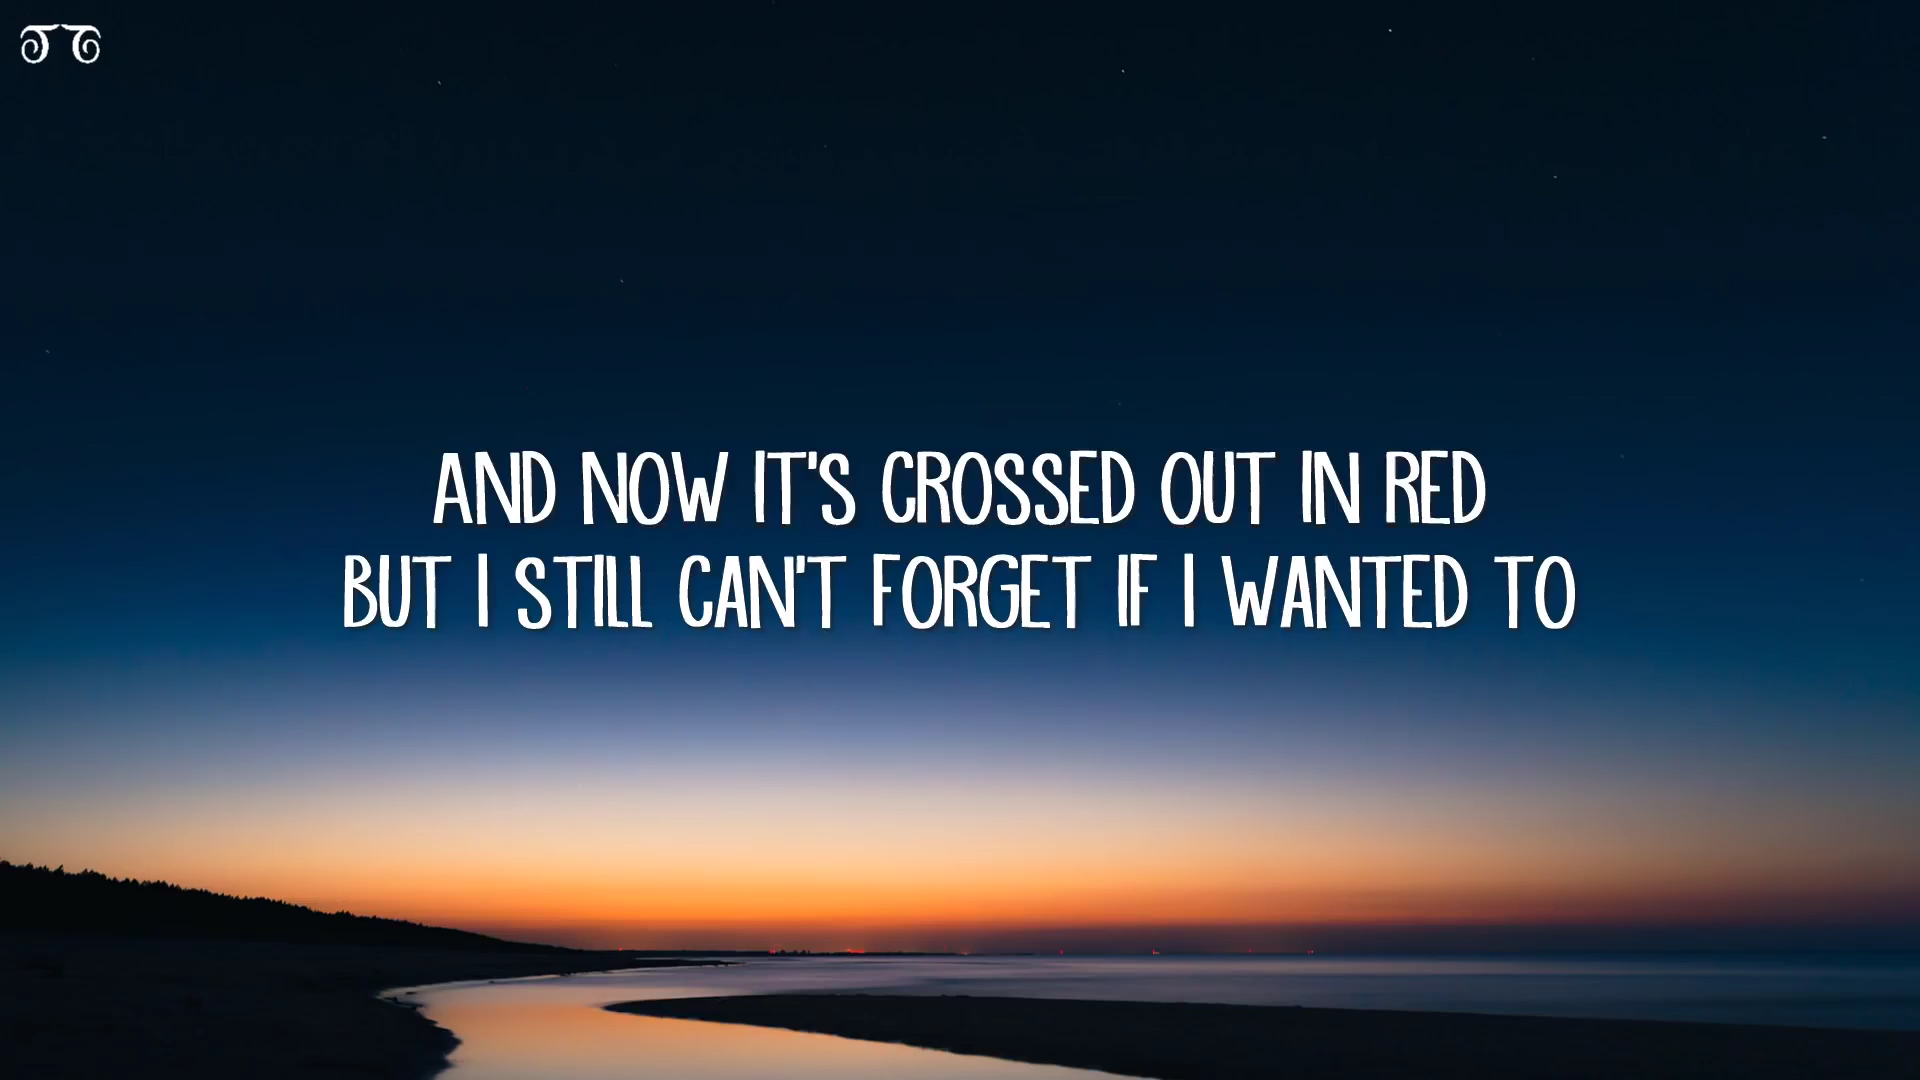 AND NOW IT'S CROSSED OUT IN RED
BUT I STILL CAN'T FORGET IF I WANTED TO